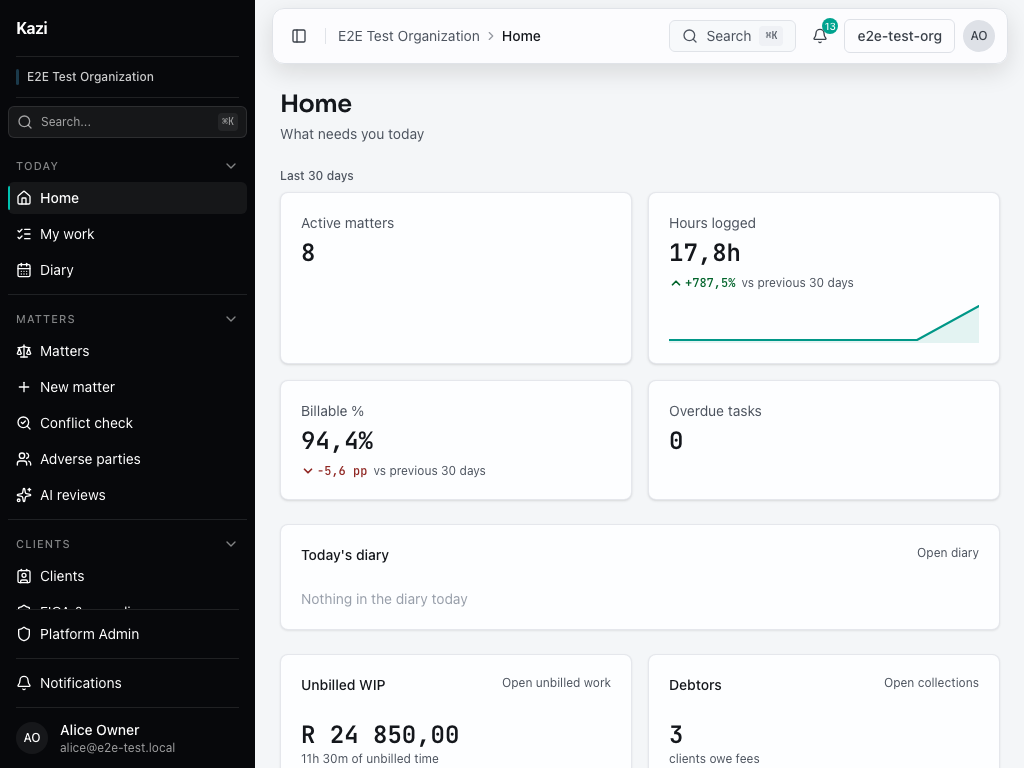 Kazi
E2E Test Organization
Search...
⌘K
TODAY
Home
My work
Diary
MATTERS
Matters
New matter
Conflict check
Adverse parties
AI reviews
CLIENTS
Clients
Platform Admin
Notifications
AO
Alice Owner
alice@e2e-test.local
E2E Test Organization > Home
Search ⌘K
13
e2e-test-org
AO
Home
What needs you today
Last 30 days
Active matters
8
Hours logged
17,8h
+787,5% vs previous 30 days
Billable %
94,4%
-5,6 pp vs previous 30 days
Overdue tasks
0
Today's diary
Open diary
Nothing in the diary today
Unbilled WIP
Open unbilled work
R 24 850,00
11h 30m of unbilled time
Debtors
Open collections
3
clients owe fees